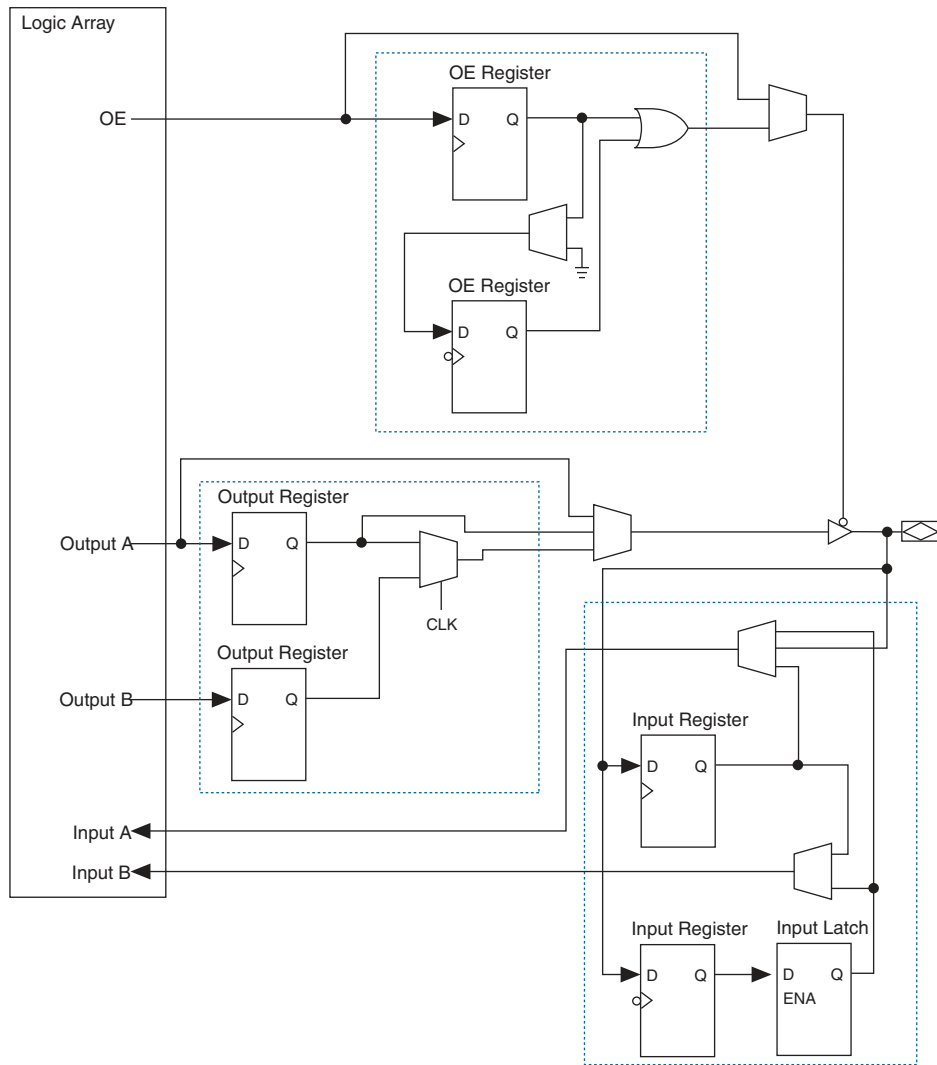 Logic Array
OE
OE Register
D Q
OE Register
D Q
Output Register
Output A
D Q
CLK
Output Register
Output B
D Q
Input Register
D Q
Input A
Input B
Input Register
D Q
Input Latch
D Q
ENA